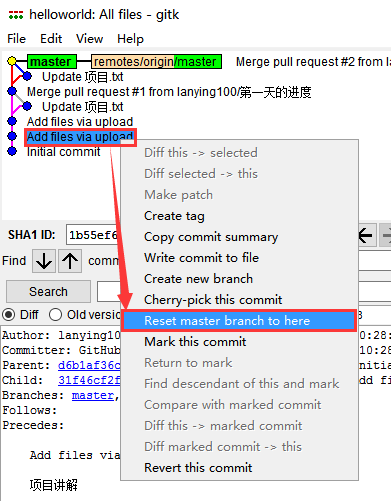 helloworld: All files - gitk
File Edit View Help
master remotes/origin/master Merge pull request #2 from
Update 项目.txt
Merge pull request #1 from lanying100/第一天的进度
Update 项目.txt
Add files via upload
Add files via upload
Initial commit
Diff this -> selected
Diff selected -> this
Make patch
Create tag
Copy commit summary
Write commit to file
Create new branch
Cherry-pick this commit
Reset master branch to here
Mark this commit
Return to mark
Find descendant of this and mark
Compare with marked commit
Diff this -> marked commit
Diff marked commit -> this
Revert this commit
SHA1 ID: 1b55ef6
Find comm
Search
Diff Old vers
Author: lanying10 10:28:
Committer: GitHub 10:28:
Parent: d6b1af36c nitia
Child: 31f46cf2f dd fi
Branches: master,
Follows:
Precedes:
Add files via
项目讲解